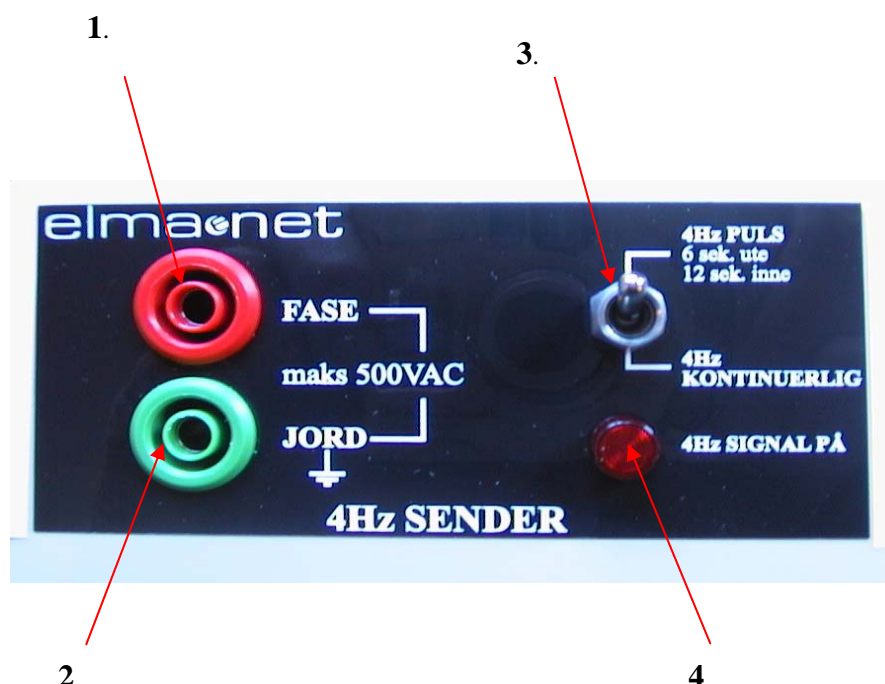 1.
3.
elma net
4Hz PULS
6 sek. ute
12 sek. inne
FASE
maks 500VAC
4Hz
KONTINUERLIG
JORD
4Hz SIGNAL PÅ
4Hz SENDER
2
4